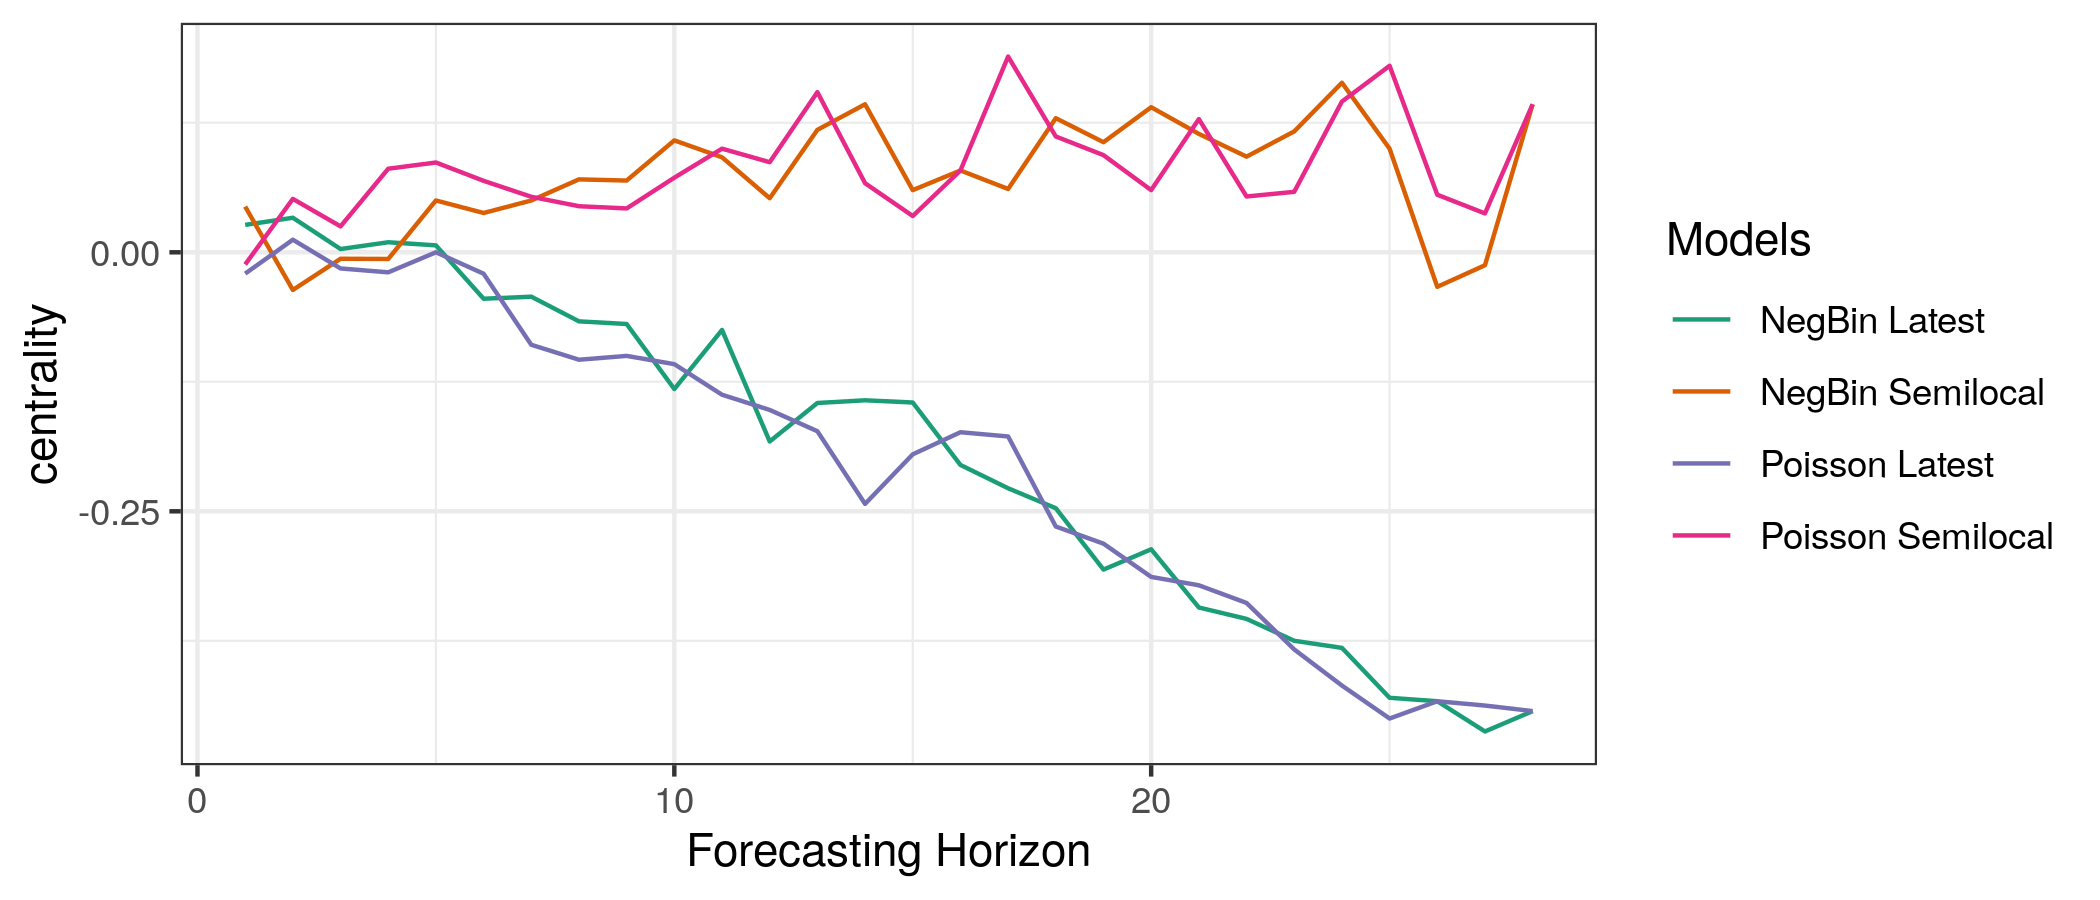 centrality
0.00
-0.25
0
10
20
Forecasting Horizon
Models
NegBin Latest
NegBin Semilocal
Poisson Latest
Poisson Semilocal